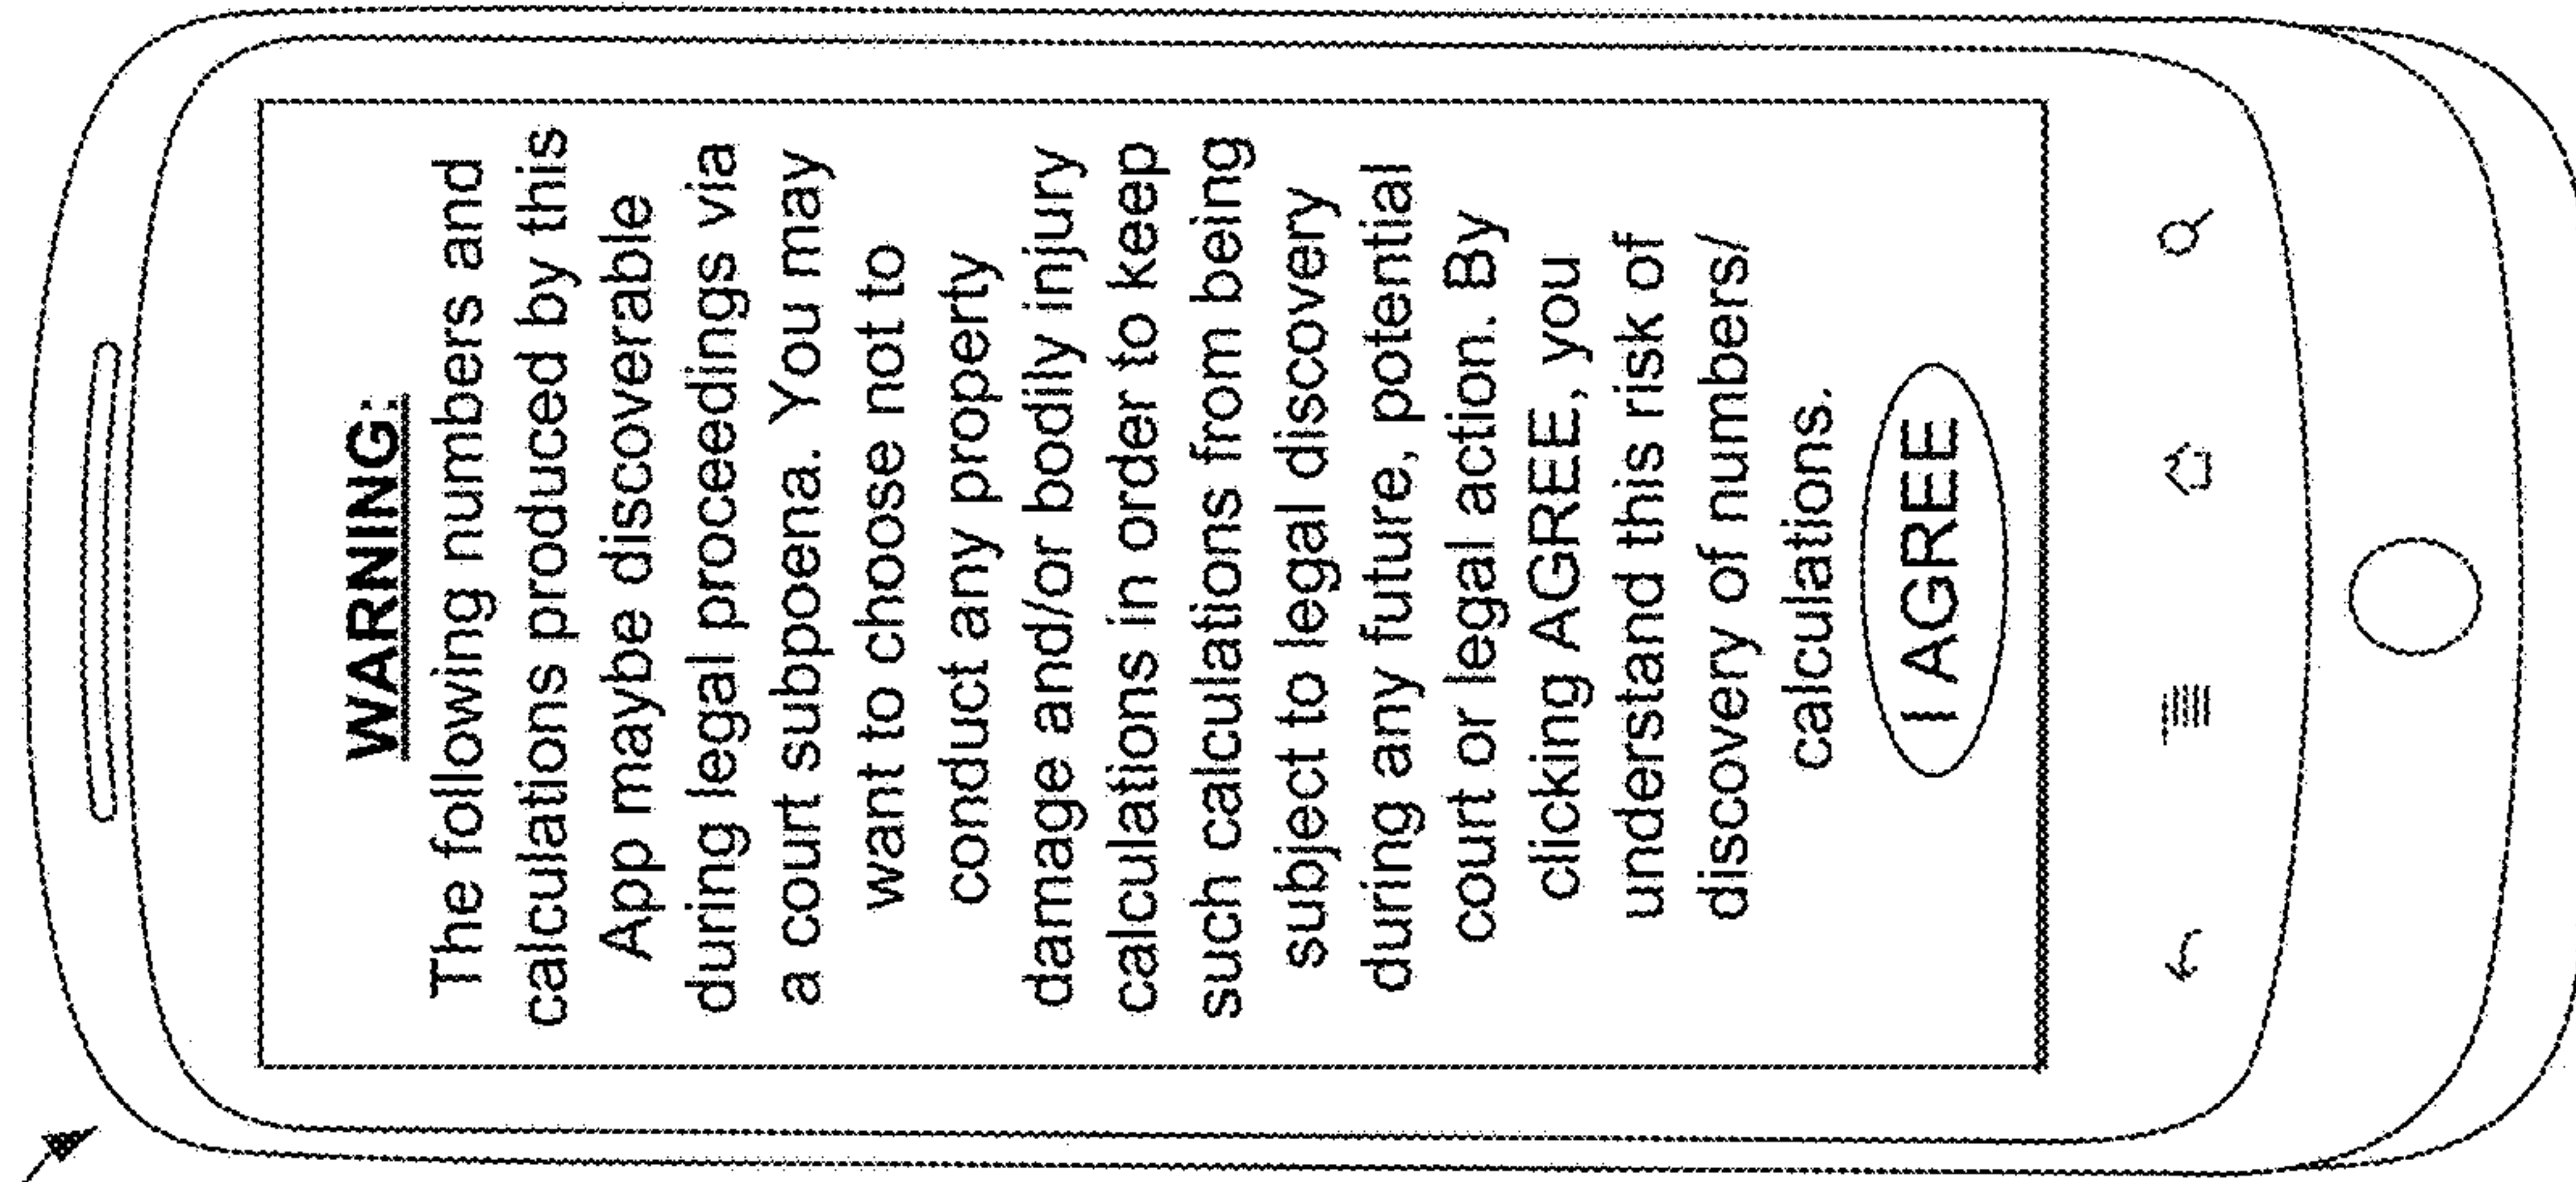 WARNING:
The following numbers and
calculations produced by this
App maybe discoverable
during legal proceedings via
a court subpoena. You may
want to choose not to
conduct any property
damage and/or bodily injury
calculations in order to keep
such calculations from being
subject to legal discovery
during any future, potential
court or legal action. By
clicking AGREE, you
understand this risk of
discovery of numbers/
calculations.
I AGREE